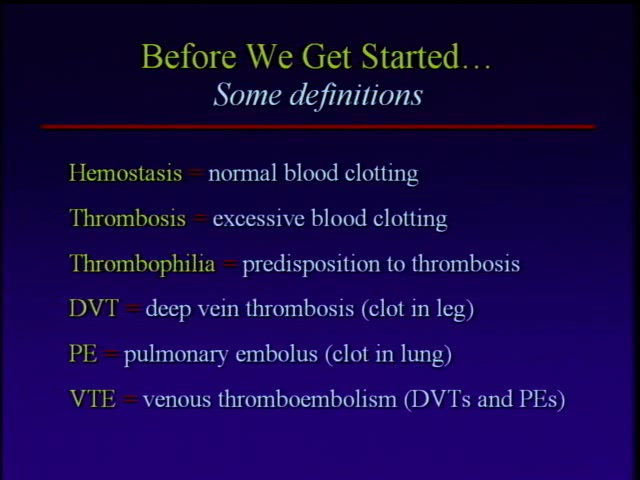 Before We Get Started…
Some definitions
Hemostasis = normal blood clotting
Thrombosis = excessive blood clotting
Thrombophilia = predisposition to thrombosis
DVT = deep vein thrombosis (clot in leg)
PE = pulmonary embolus (clot in lung)
VTE = venous thromboembolism (DVTs and PEs)